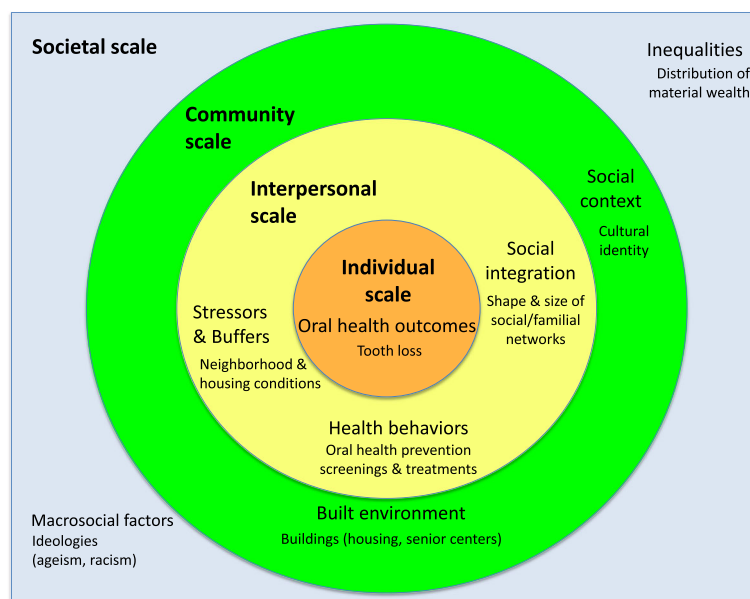 Societal scale
Inequalities
Distribution of
material wealth
Community
scale
Social
context
Cultural
identity
Interpersonal
scale
Social
integration
Shape & size of
social/familial
networks
Individual
scale
Oral health outcomes
Tooth loss
Stressors
& Buffers
Neighborhood &
housing conditions
Health behaviors
Oral health prevention
screenings & treatments
Built environment
Buildings (housing, senior centers)
Macrosocial factors
Ideologies
(ageism, racism)